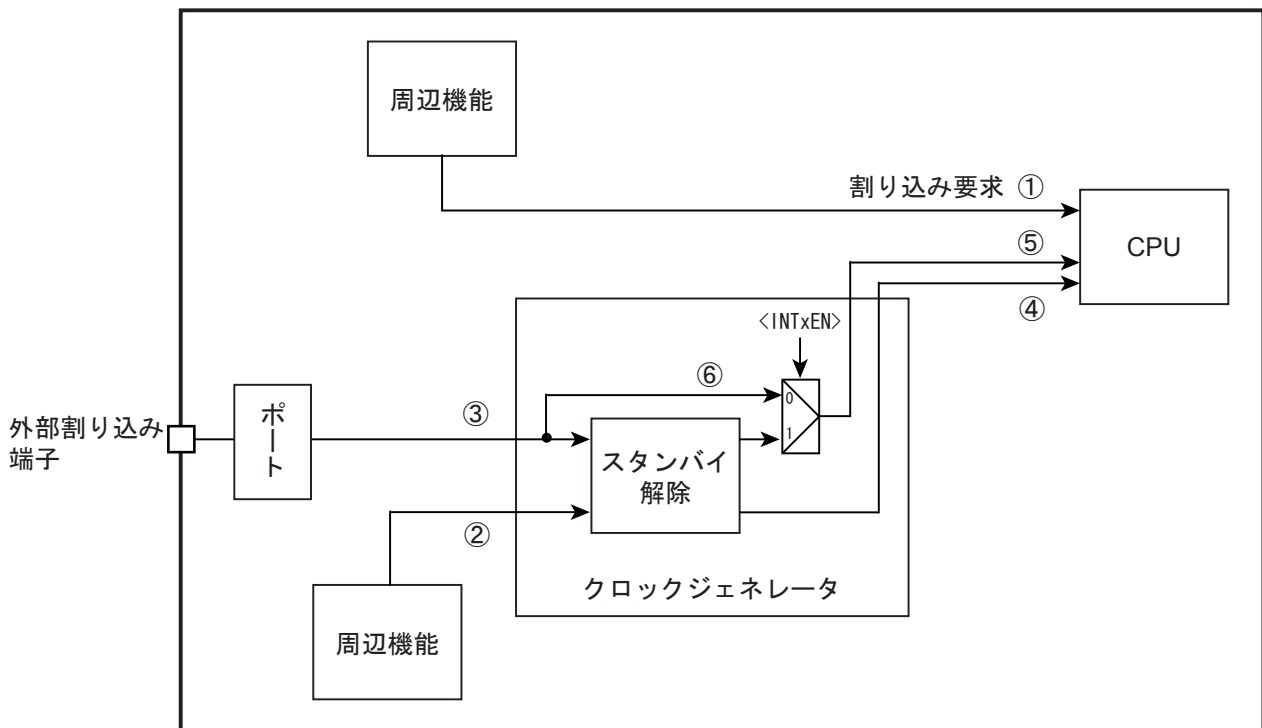 周辺機能
割り込み要求 ①
CPU
⑤
④
<INTxEN>
⑥
0
1
外部割り込み
端子
ポート
③
スタンバイ
解除
②
クロックジェネレータ
周辺機能